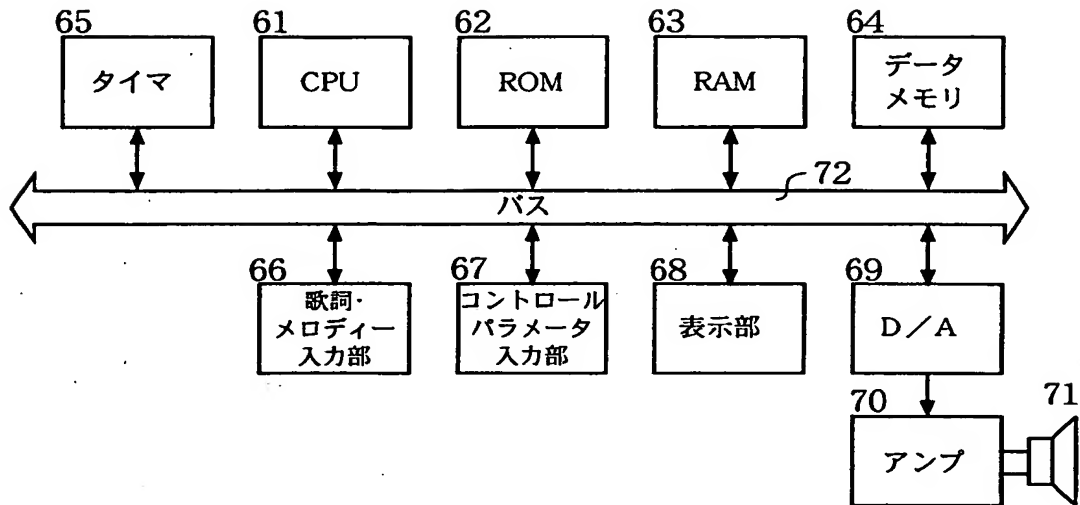 65
61
62
63
64
タイマ
CPU
ROM
RAM
データ
メモリ
72
バス
66
67
68
69
歌詞・
メロディー
入力部
コントロール
パラメータ
入力部
表示部
D/A
70
71
アンプ